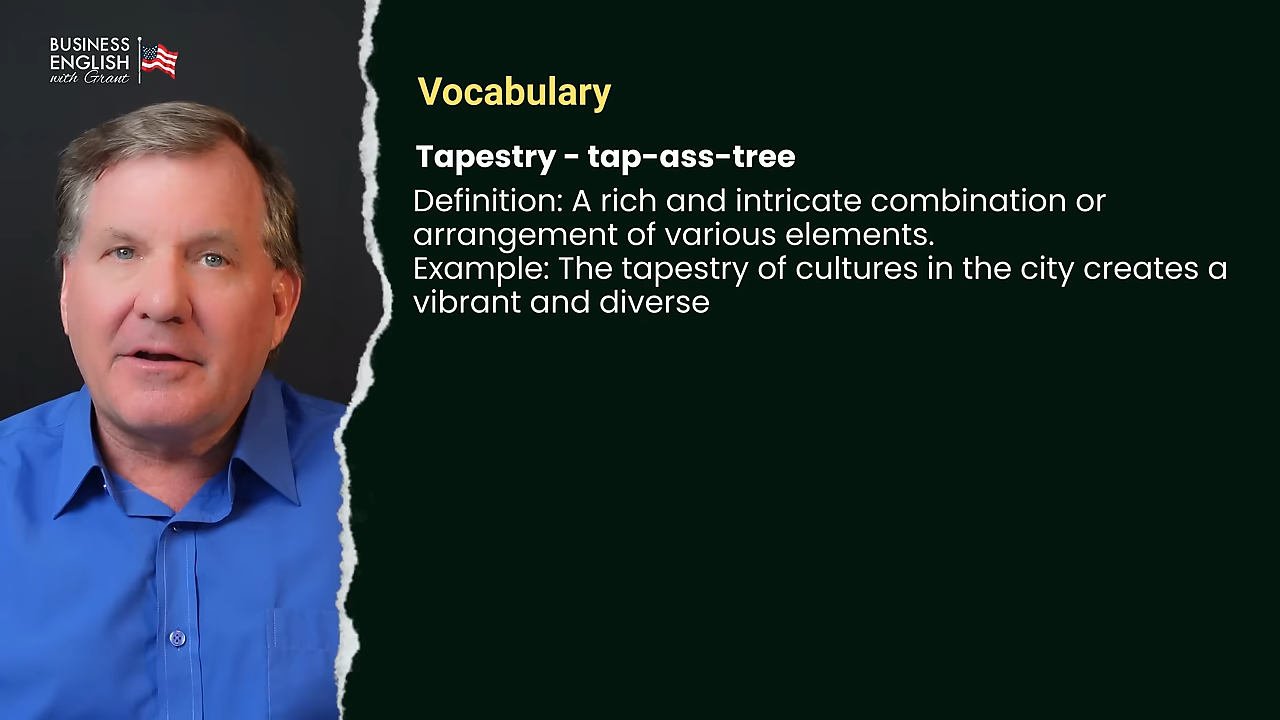 BUSINESS
ENGLISH
with Grant
Vocabulary
Tapestry - tap-ass-tree
Definition: A rich and intricate combination or
arrangement of various elements.
Example: The tapestry of cultures in the city creates a
vibrant and diverse